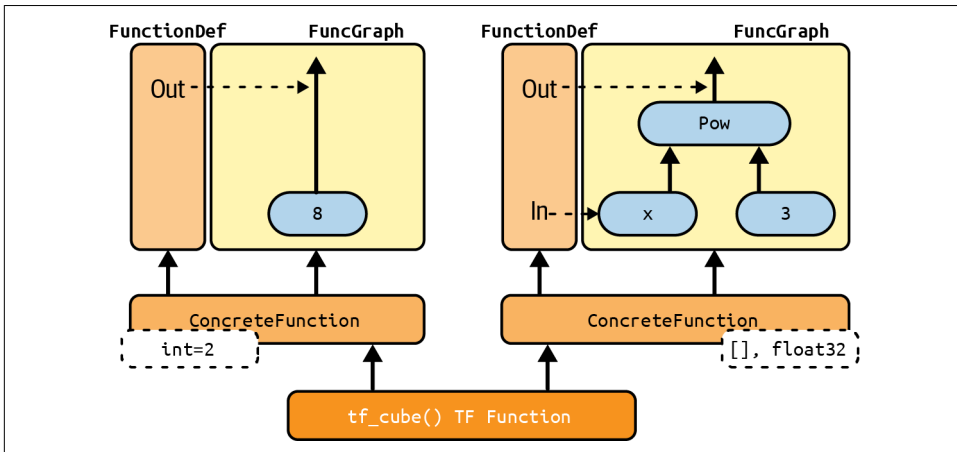 FunctionDef FuncGraph FunctionDef FuncGraph
Out Out
Pow
In
8 x 3
ConcreteFunction ConcreteFunction
int=2 [], float32
tf_cube() TF Function